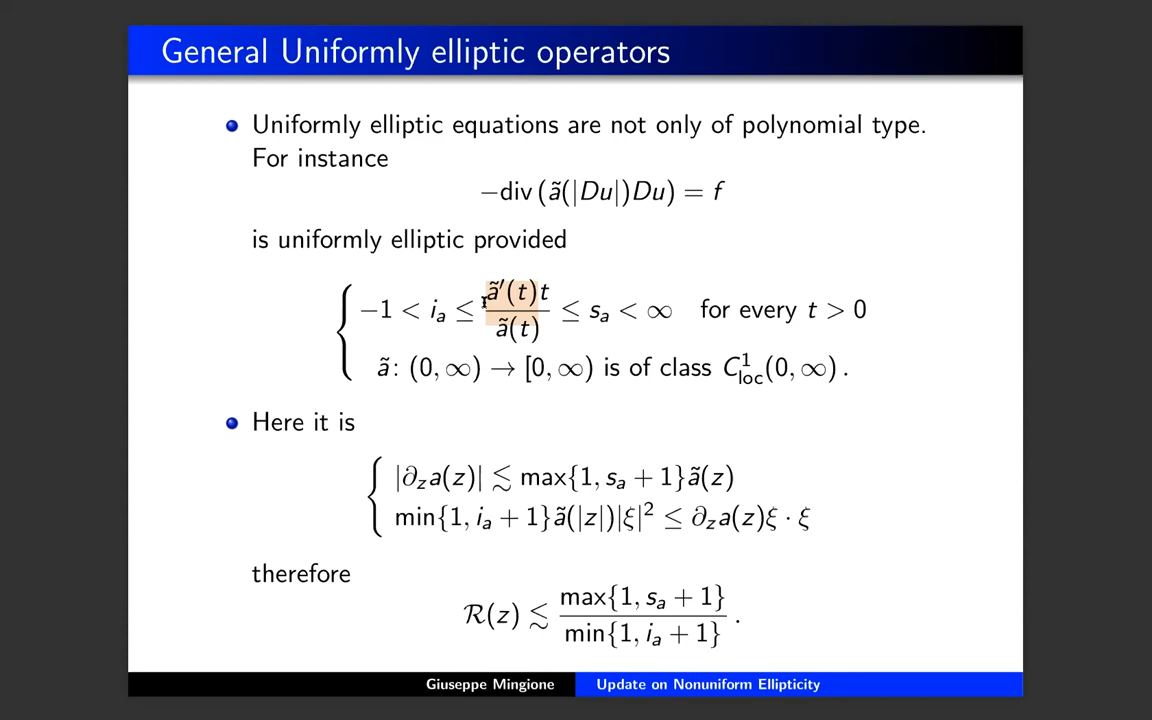 General Uniformly elliptic operators
Uniformly elliptic equations are not only of polynomial type.
For instance
−div (ã(|Du|)Du) = f
is uniformly elliptic provided
{ −1 < i_a ≤ ã′(t)t / ã(t) ≤ s_a < ∞ for every t > 0
ã: (0, ∞) → [0, ∞) is of class C¹_loc(0, ∞) .
Here it is
{ |∂_z a(z)| ≲ max{1, s_a + 1}ã(z)
min{1, i_a + 1}ã(|z|)|ξ|² ≤ ∂_z a(z)ξ · ξ
therefore
ℛ(z) ≲ max{1, s_a + 1} / min{1, i_a + 1} .
Giuseppe Mingione Update on Nonuniform Ellipticity